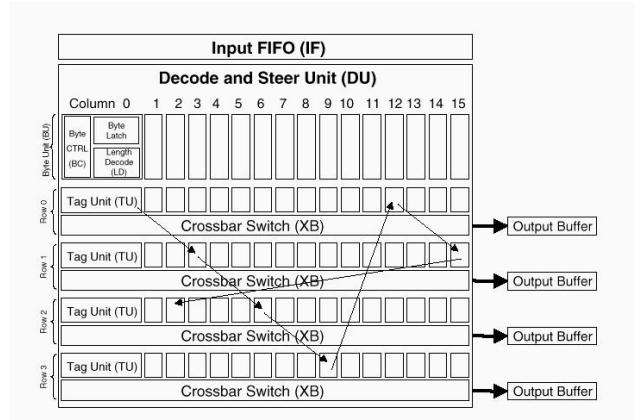 Input FIFO (IF)
Decode and Steer Unit (DU)
Column 0 1 2 3 4 5 6 7 8 9 10 11 12 13 14 15
Byte Unit (BU)
Byte
CTRL
(BC)
Byte
Latch
Length
Decode
(LD)
Row 0
Tag Unit (TU)
Crossbar Switch (XB)
Output Buffer
Row 1
Tag Unit (TU)
Crossbar Switch (XB)
Output Buffer
Row 2
Tag Unit (TU)
Crossbar Switch (XB)
Output Buffer
Row 3
Tag Unit (TU)
Crossbar Switch (XB)
Output Buffer